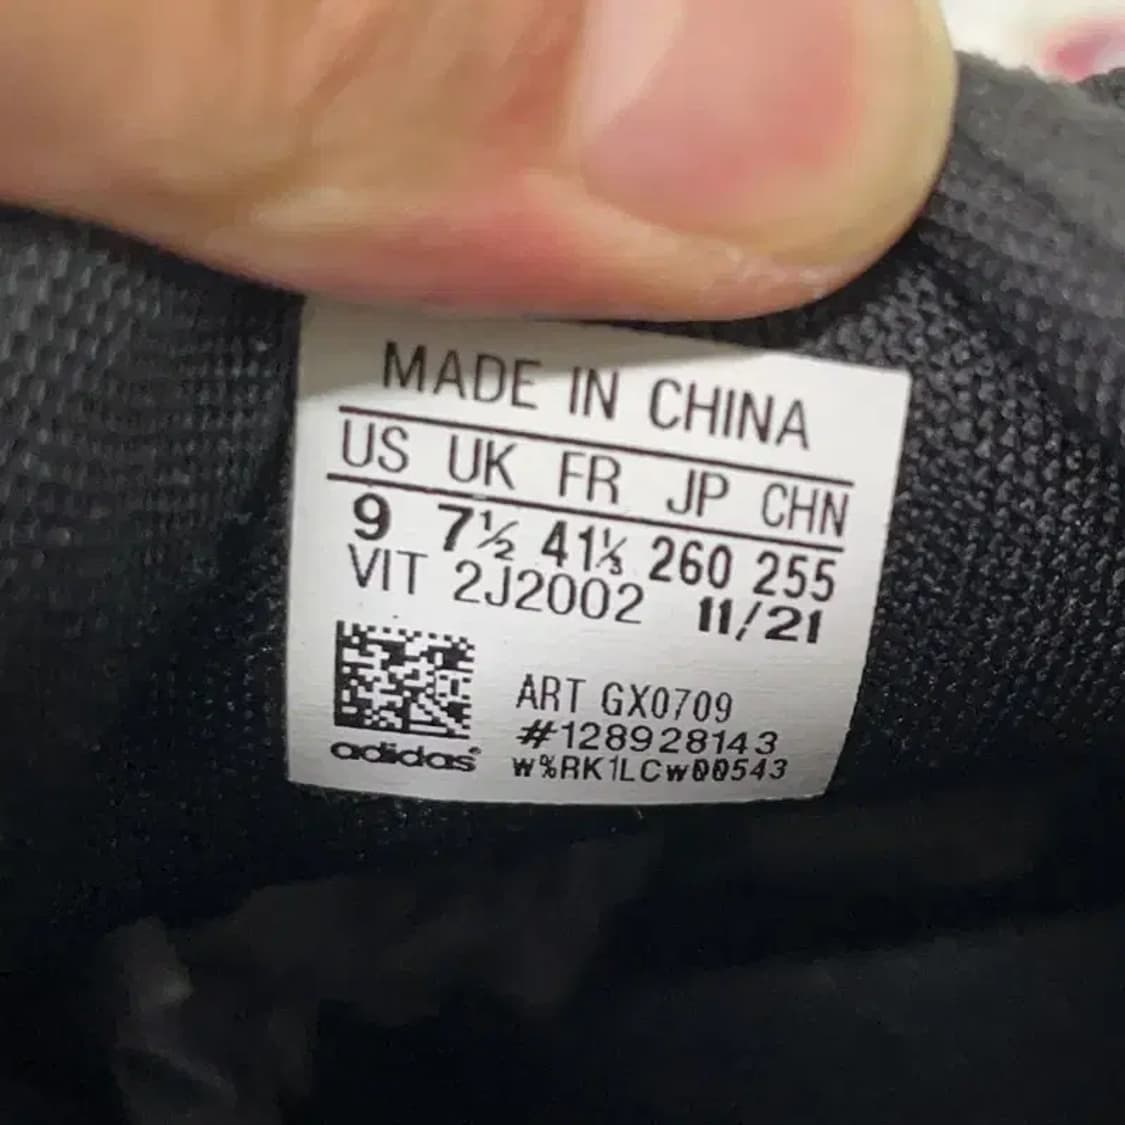 MADE IN CHINA
US UK FR JP CHN
9 7½ 41⅓ 260 255
VIT 2J2002 11/21
ART GX0709
#128928143
adidas®
w%RK1LCw00543